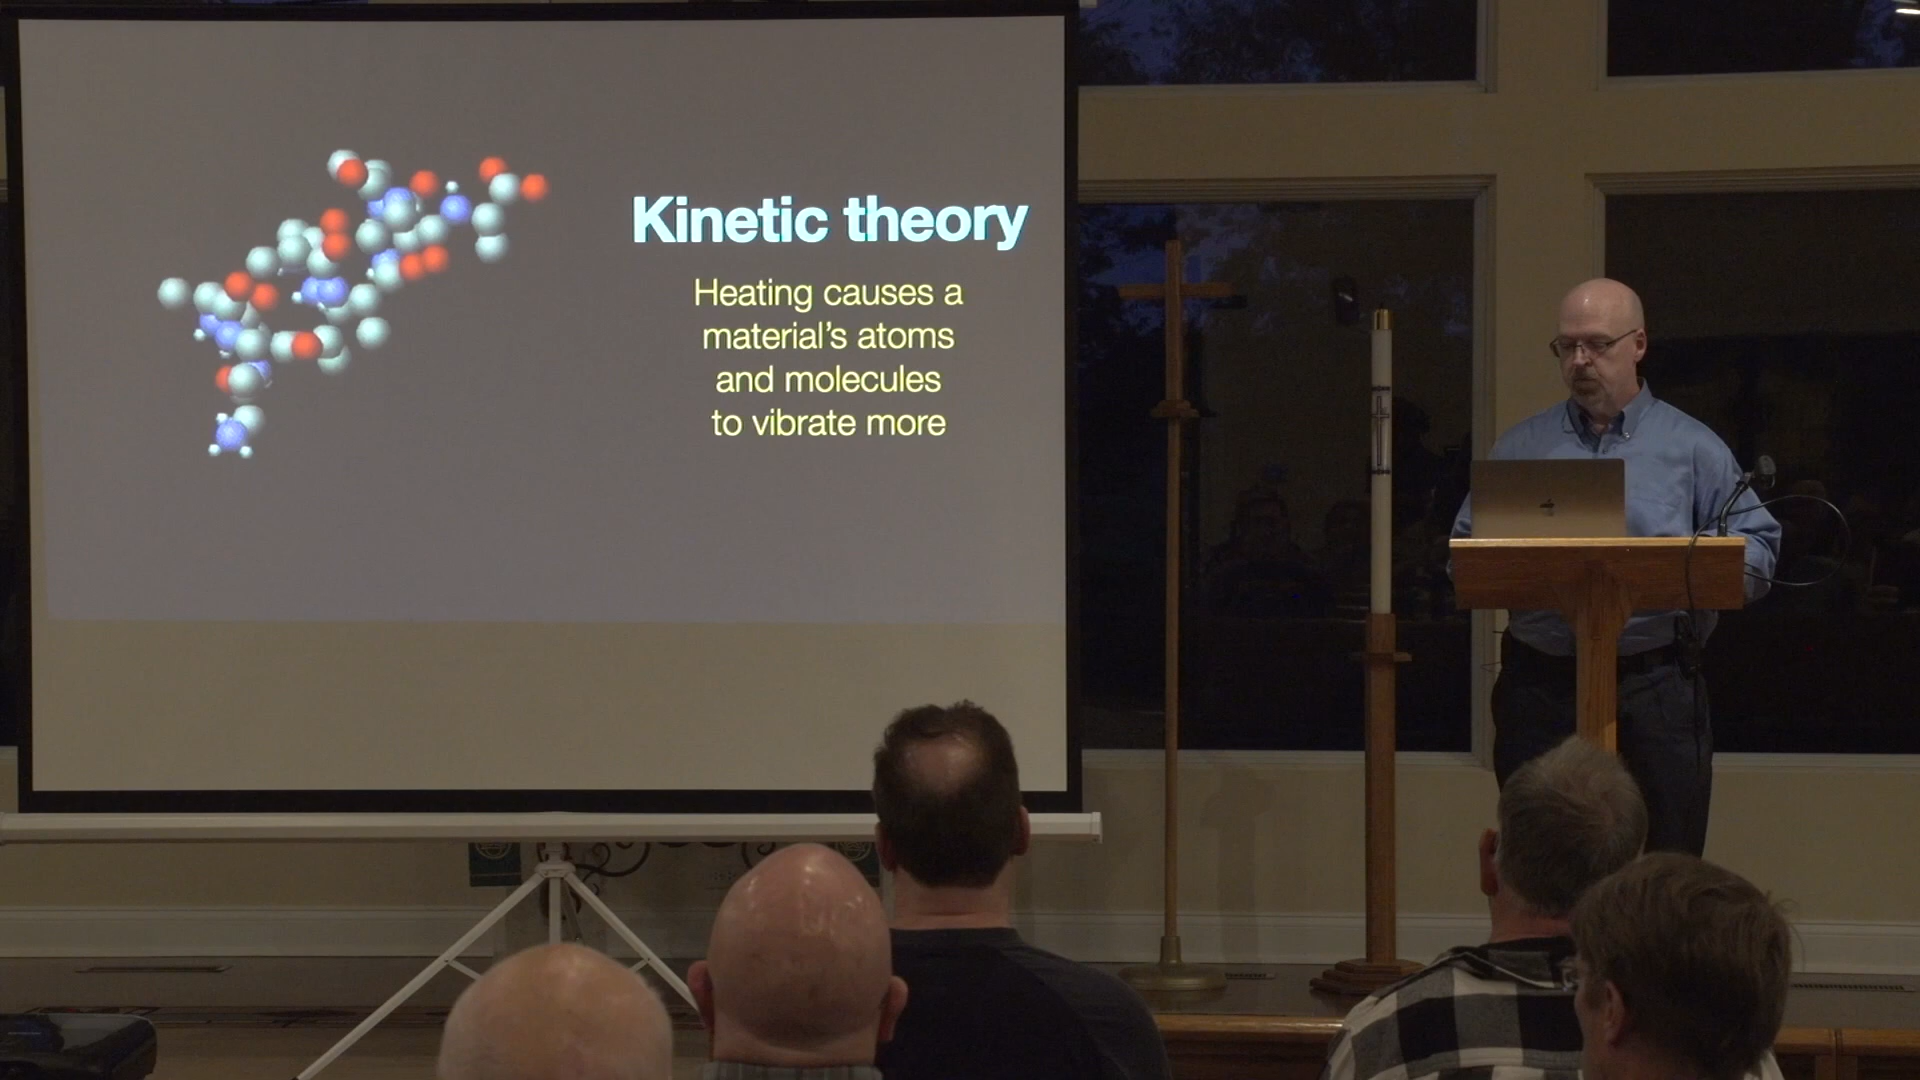 Kinetic theory
Heating causes a
material’s atoms
and molecules
to vibrate more